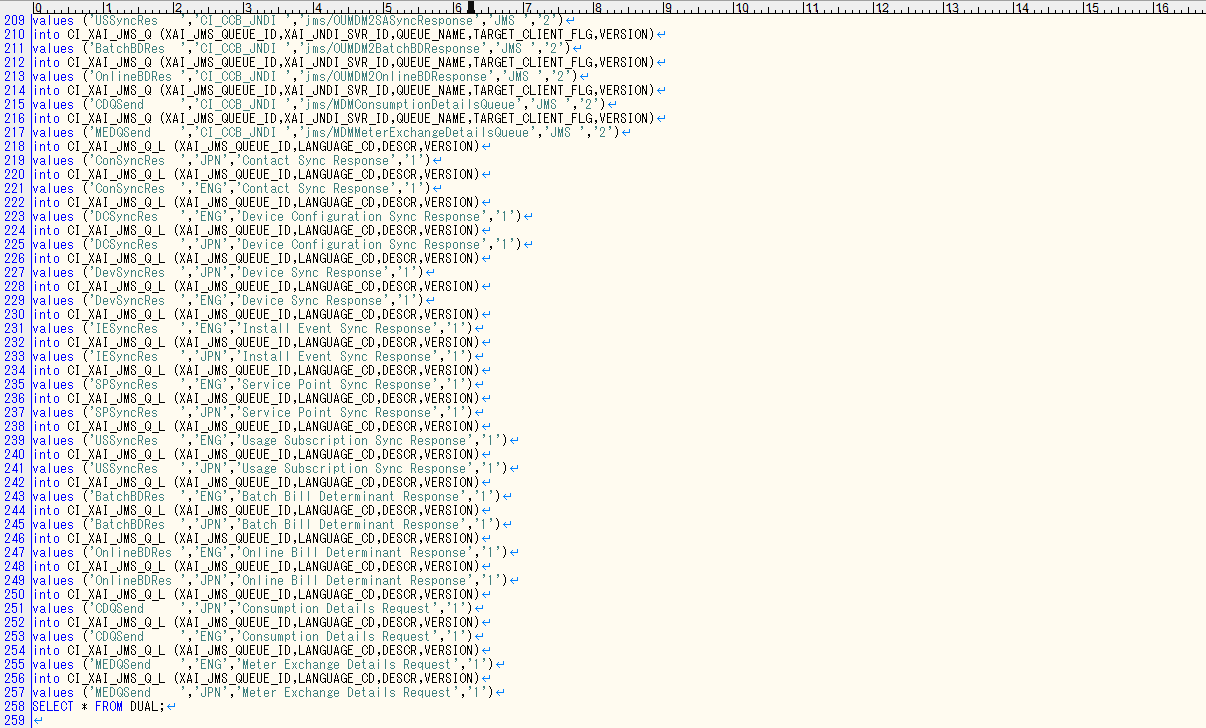 0 1 2 3 4 5 6 7 8 9 10 11 12 13 14 15 16
209 values ('USSyncRes   ','CI_CCB_JNDI ','jms/OUMDM2SASyncResponse','JMS ','2')↵
210 into CI_XAI_JMS_Q (XAI_JMS_QUEUE_ID,XAI_JNDI_SVR_ID,QUEUE_NAME,TARGET_CLIENT_FLG,VERSION)↵
211 values ('BatchBDRes  ','CI_CCB_JNDI ','jms/OUMDM2BatchBDResponse','JMS ','2')↵
212 into CI_XAI_JMS_Q (XAI_JMS_QUEUE_ID,XAI_JNDI_SVR_ID,QUEUE_NAME,TARGET_CLIENT_FLG,VERSION)↵
213 values ('OnlineBDRes ','CI_CCB_JNDI ','jms/OUMDM2OnlineBDResponse','JMS ','2')↵
214 into CI_XAI_JMS_Q (XAI_JMS_QUEUE_ID,XAI_JNDI_SVR_ID,QUEUE_NAME,TARGET_CLIENT_FLG,VERSION)↵
215 values ('CDQSend     ','CI_CCB_JNDI ','jms/MDMConsumptionDetailsQueue','JMS ','2')↵
216 into CI_XAI_JMS_Q (XAI_JMS_QUEUE_ID,XAI_JNDI_SVR_ID,QUEUE_NAME,TARGET_CLIENT_FLG,VERSION)↵
217 values ('MEDQSend    ','CI_CCB_JNDI ','jms/MDMMeterExchangeDetailsQueue','JMS ','2')↵
218 into CI_XAI_JMS_Q_L (XAI_JMS_QUEUE_ID,LANGUAGE_CD,DESCR,VERSION)↵
219 values ('ConSyncRes  ','JPN','Contact Sync Response','1')↵
220 into CI_XAI_JMS_Q_L (XAI_JMS_QUEUE_ID,LANGUAGE_CD,DESCR,VERSION)↵
221 values ('ConSyncRes  ','ENG','Contact Sync Response','1')↵
222 into CI_XAI_JMS_Q_L (XAI_JMS_QUEUE_ID,LANGUAGE_CD,DESCR,VERSION)↵
223 values ('DCSyncRes   ','ENG','Device Configuration Sync Response','1')↵
224 into CI_XAI_JMS_Q_L (XAI_JMS_QUEUE_ID,LANGUAGE_CD,DESCR,VERSION)↵
225 values ('DCSyncRes   ','JPN','Device Configuration Sync Response','1')↵
226 into CI_XAI_JMS_Q_L (XAI_JMS_QUEUE_ID,LANGUAGE_CD,DESCR,VERSION)↵
227 values ('DevSyncRes  ','JPN','Device Sync Response','1')↵
228 into CI_XAI_JMS_Q_L (XAI_JMS_QUEUE_ID,LANGUAGE_CD,DESCR,VERSION)↵
229 values ('DevSyncRes  ','ENG','Device Sync Response','1')↵
230 into CI_XAI_JMS_Q_L (XAI_JMS_QUEUE_ID,LANGUAGE_CD,DESCR,VERSION)↵
231 values ('IESyncRes   ','ENG','Install Event Sync Response','1')↵
232 into CI_XAI_JMS_Q_L (XAI_JMS_QUEUE_ID,LANGUAGE_CD,DESCR,VERSION)↵
233 values ('IESyncRes   ','JPN','Install Event Sync Response','1')↵
234 into CI_XAI_JMS_Q_L (XAI_JMS_QUEUE_ID,LANGUAGE_CD,DESCR,VERSION)↵
235 values ('SPSyncRes   ','ENG','Service Point Sync Response','1')↵
236 into CI_XAI_JMS_Q_L (XAI_JMS_QUEUE_ID,LANGUAGE_CD,DESCR,VERSION)↵
237 values ('SPSyncRes   ','JPN','Service Point Sync Response','1')↵
238 into CI_XAI_JMS_Q_L (XAI_JMS_QUEUE_ID,LANGUAGE_CD,DESCR,VERSION)↵
239 values ('USSyncRes   ','ENG','Usage Subscription Sync Response','1')↵
240 into CI_XAI_JMS_Q_L (XAI_JMS_QUEUE_ID,LANGUAGE_CD,DESCR,VERSION)↵
241 values ('USSyncRes   ','JPN','Usage Subscription Sync Response','1')↵
242 into CI_XAI_JMS_Q_L (XAI_JMS_QUEUE_ID,LANGUAGE_CD,DESCR,VERSION)↵
243 values ('BatchBDRes  ','ENG','Batch Bill Determinant Response','1')↵
244 into CI_XAI_JMS_Q_L (XAI_JMS_QUEUE_ID,LANGUAGE_CD,DESCR,VERSION)↵
245 values ('BatchBDRes  ','JPN','Batch Bill Determinant Response','1')↵
246 into CI_XAI_JMS_Q_L (XAI_JMS_QUEUE_ID,LANGUAGE_CD,DESCR,VERSION)↵
247 values ('OnlineBDRes ','ENG','Online Bill Determinant Response','1')↵
248 into CI_XAI_JMS_Q_L (XAI_JMS_QUEUE_ID,LANGUAGE_CD,DESCR,VERSION)↵
249 values ('OnlineBDRes ','JPN','Online Bill Determinant Response','1')↵
250 into CI_XAI_JMS_Q_L (XAI_JMS_QUEUE_ID,LANGUAGE_CD,DESCR,VERSION)↵
251 values ('CDQSend     ','JPN','Consumption Details Request','1')↵
252 into CI_XAI_JMS_Q_L (XAI_JMS_QUEUE_ID,LANGUAGE_CD,DESCR,VERSION)↵
253 values ('CDQSend     ','ENG','Consumption Details Request','1')↵
254 into CI_XAI_JMS_Q_L (XAI_JMS_QUEUE_ID,LANGUAGE_CD,DESCR,VERSION)↵
255 values ('MEDQSend    ','ENG','Meter Exchange Details Request','1')↵
256 into CI_XAI_JMS_Q_L (XAI_JMS_QUEUE_ID,LANGUAGE_CD,DESCR,VERSION)↵
257 values ('MEDQSend    ','JPN','Meter Exchange Details Request','1')↵
258 SELECT * FROM DUAL;↵
259 ↵